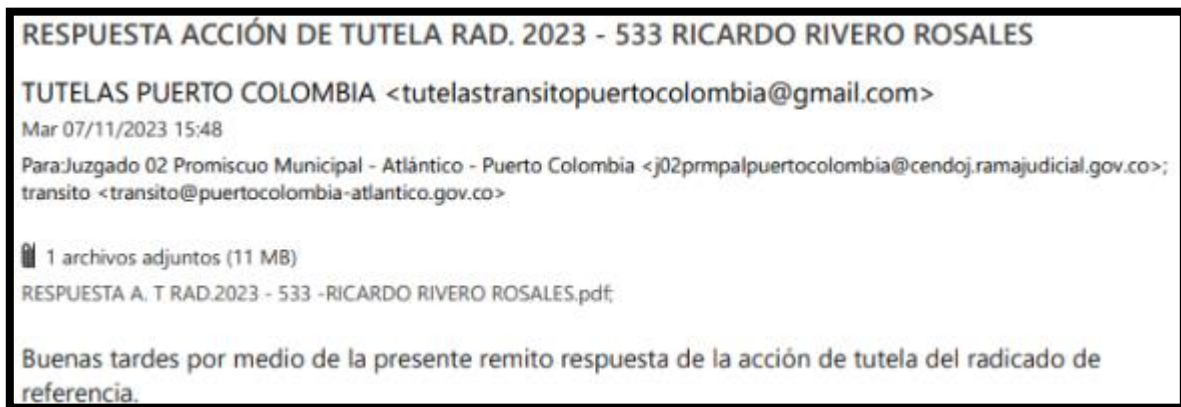 RESPUESTA ACCIÓN DE TUTELA RAD. 2023 - 533 RICARDO RIVERO ROSALES
TUTELAS PUERTO COLOMBIA <tutelastransitopuertocolombia@gmail.com>
Mar 07/11/2023 15:48
Para:Juzgado 02 Promiscuo Municipal - Atlántico - Puerto Colombia <j02prmpalpuertocolombia@cendoj.ramajudicial.gov.co>;
transito <transito@puertocolombia-atlantico.gov.co>
1 archivos adjuntos (11 MB)
RESPUESTA A. T RAD.2023 - 533 -RICARDO RIVERO ROSALES.pdf;
Buenas tardes por medio de la presente remito respuesta de la acción de tutela del radicado de
referencia.